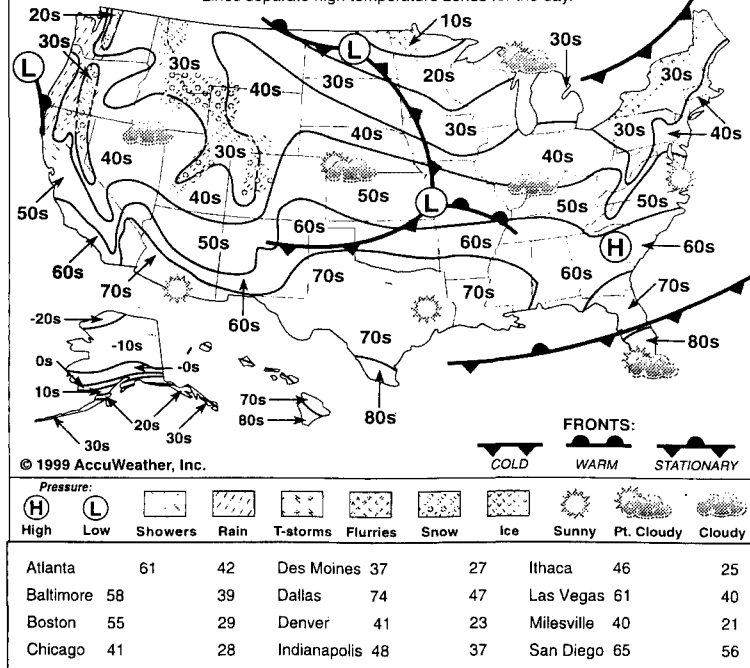 Lines separate high temperature zones for the day.
20s 10s
30s 30s
L L
30s 30s 20s 30s
40s 30s 30s 40s
30s 40s 40s
40s
40s 50s L 50s 50s
50s
50s 60s 60s H 60s
60s 60s
70s 70s 70s 70s
60s
-20s 70s 80s
-10s
0s -0s
10s 70s
20s 80s 80s
30s 30s
FRONTS:
© 1999 AccuWeather, Inc. COLD WARM STATIONARY
Pressure:
H L
High Low Showers Rain T-storms Flurries Snow Ice Sunny Pt. Cloudy Cloudy
Atlanta 61 42 Des Moines 37 27 Ithaca 46 25
Baltimore 58 39 Dallas 74 47 Las Vegas 61 40
Boston 55 29 Denver 41 23 Milesville 40 21
Chicago 41 28 Indianapolis 48 37 San Diego 65 56